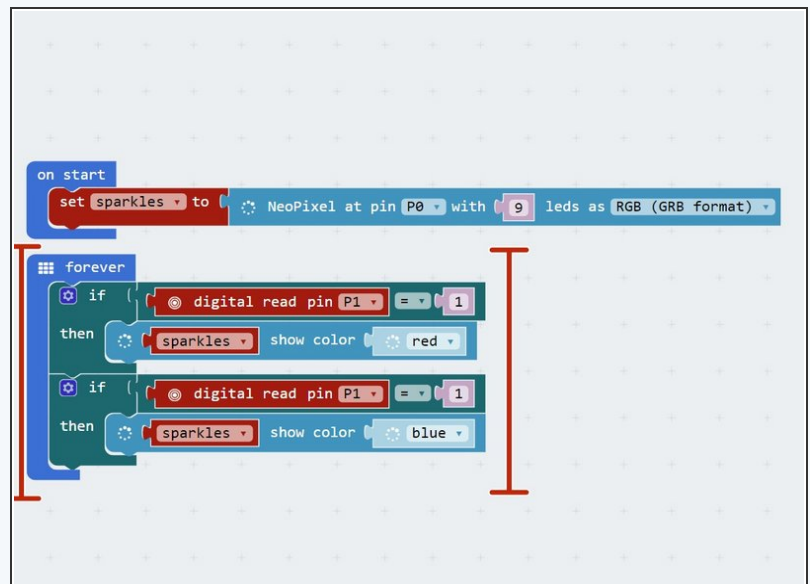 on start
set sparkles to NeoPixel at pin P0 with 9 leds as RGB (GRB format)
forever
if digital read pin P1 = 1
then sparkles show color red
if digital read pin P1 = 1
then sparkles show color blue